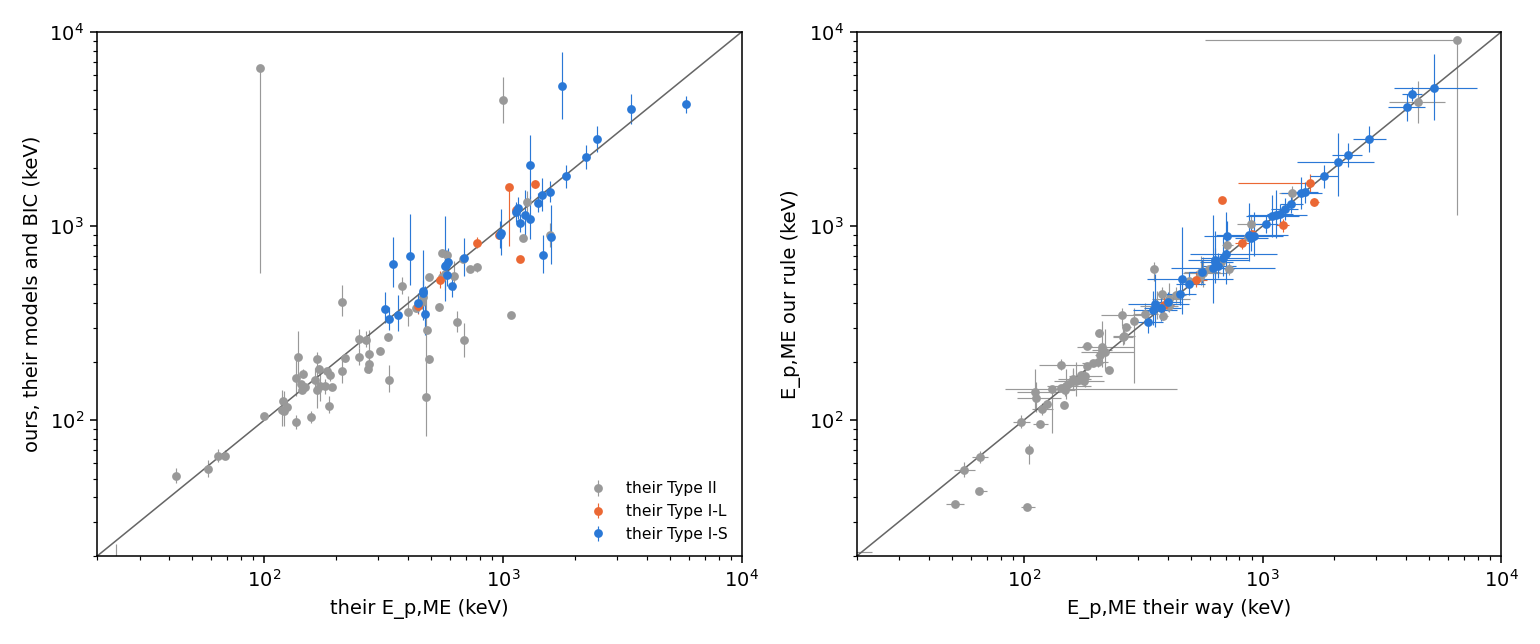 10^4
10^3
10^2
ours, their models and BIC (keV)
their Type II
their Type I-L
their Type I-S
10^2
10^3
10^4
their E_p,ME (keV)
10^4
10^3
10^2
E_p,ME our rule (keV)
10^2
10^3
10^4
E_p,ME their way (keV)